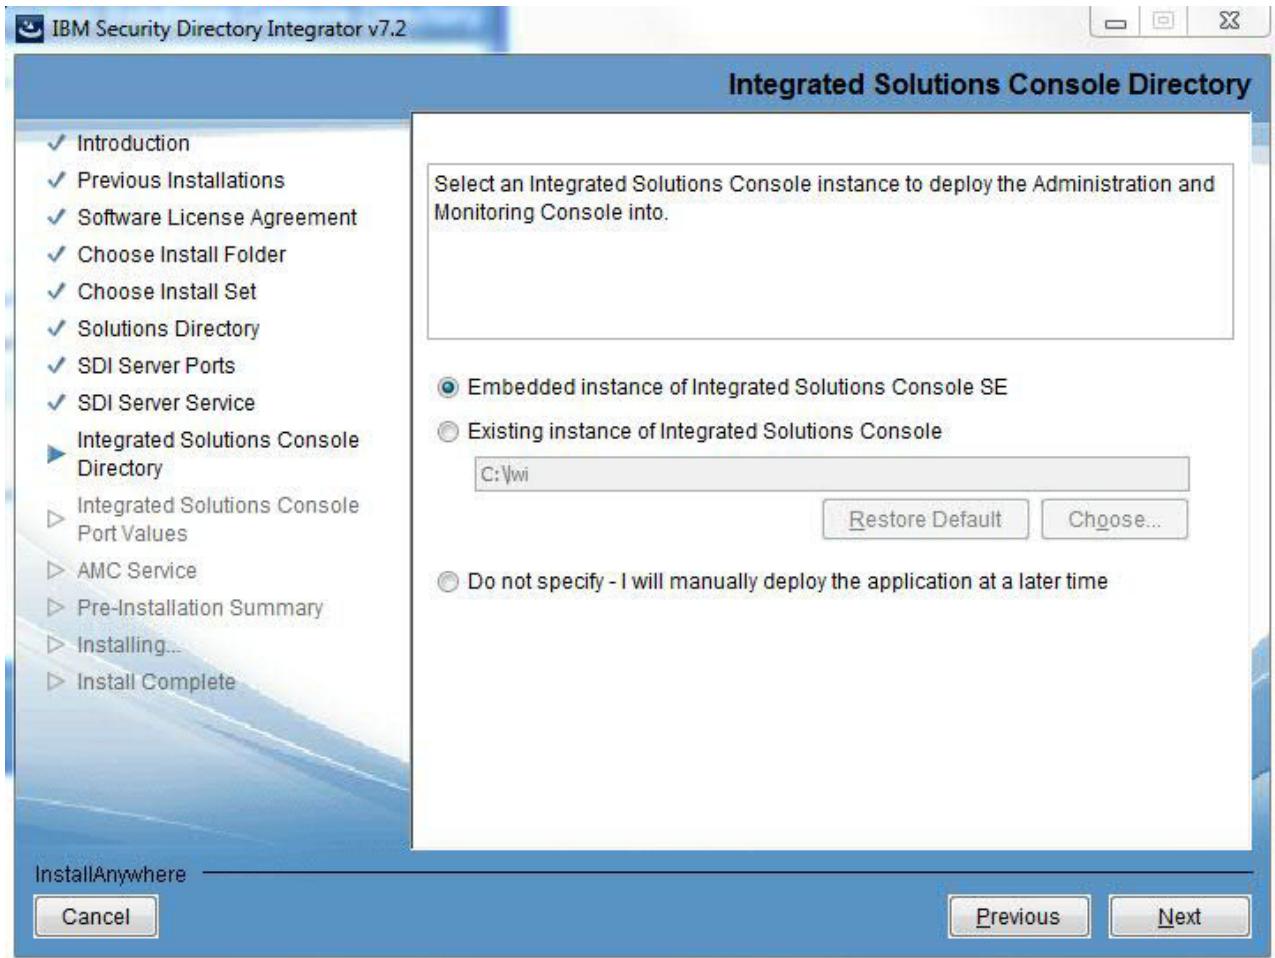 IBM Security Directory Integrator v7.2
Integrated Solutions Console Directory
Introduction
Previous Installations
Software License Agreement
Choose Install Folder
Choose Install Set
Solutions Directory
SDI Server Ports
SDI Server Service
Integrated Solutions Console
Directory
Integrated Solutions Console
Port Values
AMC Service
Pre-Installation Summary
Installing...
Install Complete
Select an Integrated Solutions Console instance to deploy the Administration and
Monitoring Console into.
Embedded instance of Integrated Solutions Console SE
Existing instance of Integrated Solutions Console
C:\lwi
Restore Default
Choose...
Do not specify - I will manually deploy the application at a later time
InstallAnywhere
Cancel
Previous
Next